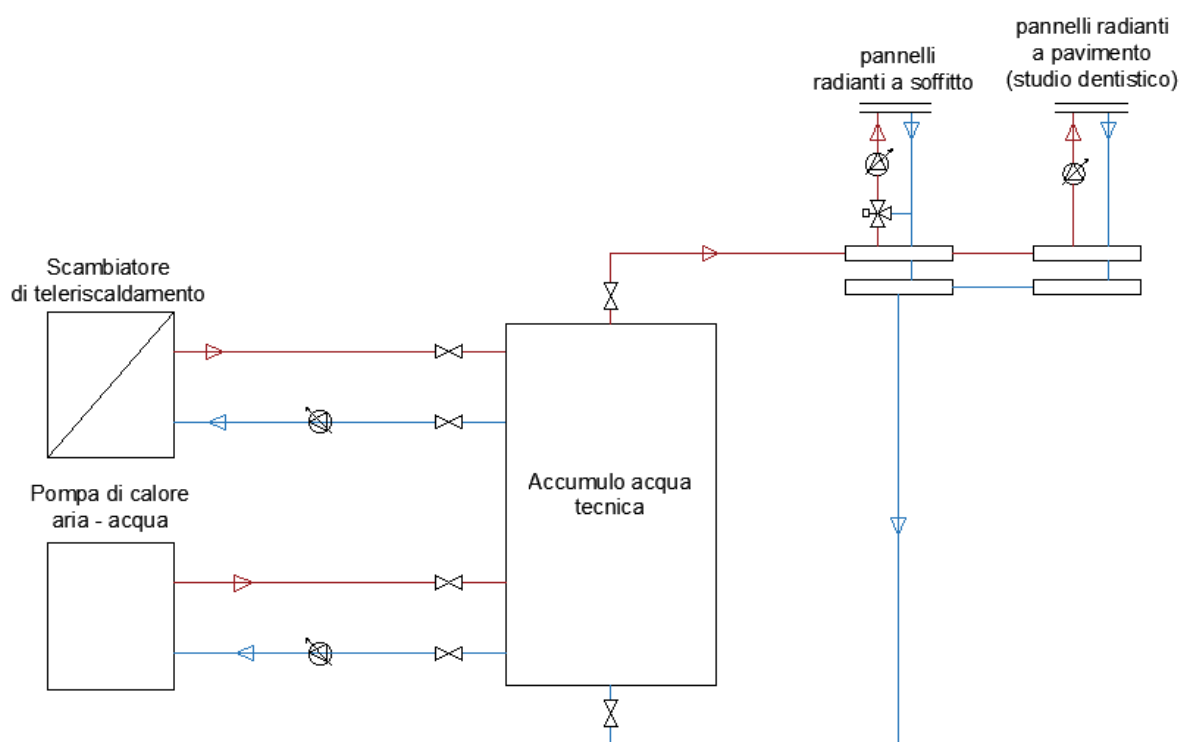 pannelli
radianti a soffitto
pannelli radianti
a pavimento
(studio dentistico)
Scambiatore
di teleriscaldamento
Pompa di calore
aria - acqua
Accumulo acqua
tecnica